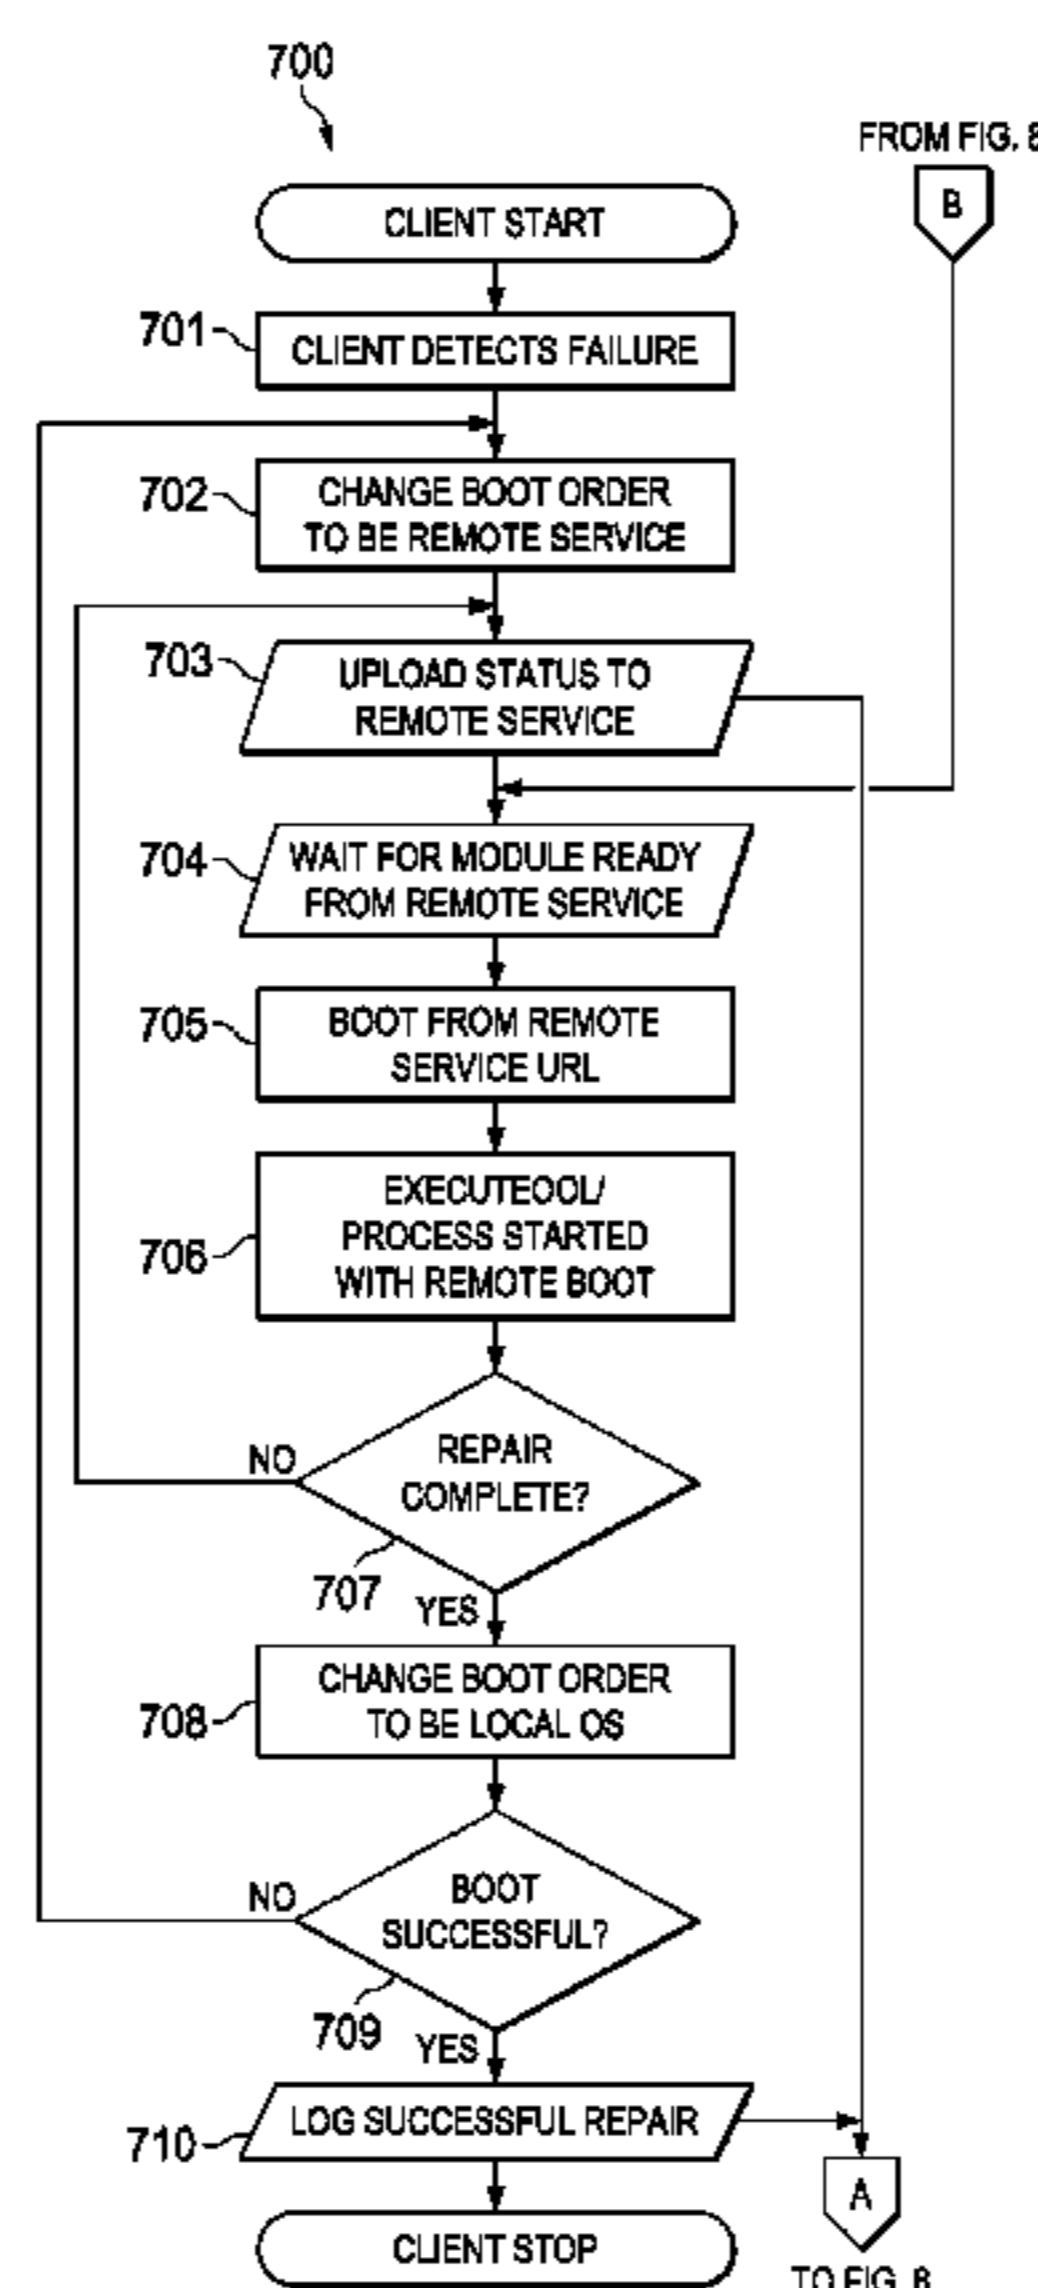 700
FROM FIG. 8
B
CLIENT START
701
CLIENT DETECTS FAILURE
702
CHANGE BOOT ORDER
TO BE REMOTE SERVICE
703
UPLOAD STATUS TO
REMOTE SERVICE
704
WAIT FOR MODULE READY
FROM REMOTE SERVICE
705
BOOT FROM REMOTE
SERVICE URL
706
EXECUTEOOL/
PROCESS STARTED
WITH REMOTE BOOT
NO
REPAIR
COMPLETE?
707
YES
708
CHANGE BOOT ORDER
TO BE LOCAL OS
NO
BOOT
SUCCESSFUL?
709
YES
710
LOG SUCCESSFUL REPAIR
A
CLIENT STOP
TO FIG. 8